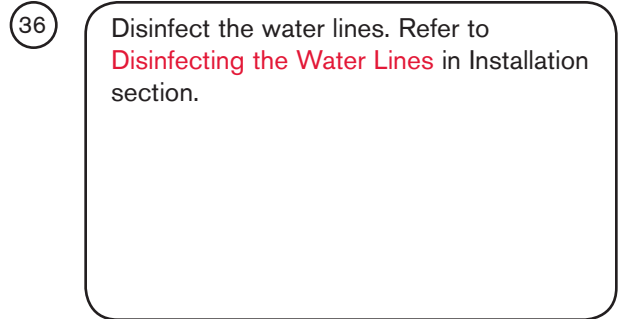 36
Disinfect the water lines. Refer to
Disinfecting the Water Lines in Installation
section.